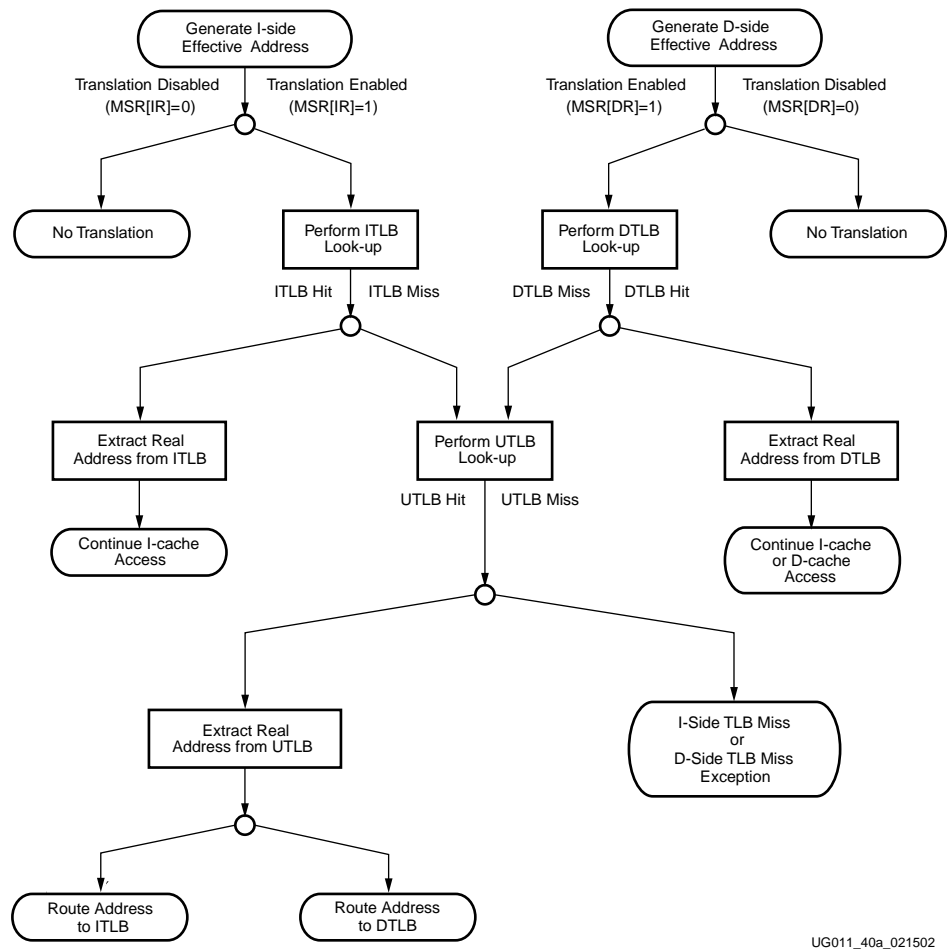 Generate I-side
Effective Address
Generate D-side
Effective Address
Translation Disabled
(MSR[IR]=0)
Translation Enabled
(MSR[IR]=1)
Translation Enabled
(MSR[DR]=1)
Translation Disabled
(MSR[DR]=0)
No Translation
Perform ITLB
Look-up
Perform DTLB
Look-up
No Translation
ITLB Hit
ITLB Miss
DTLB Miss
DTLB Hit
Extract Real
Address from ITLB
Perform UTLB
Look-up
Extract Real
Address from DTLB
UTLB Hit
UTLB Miss
Continue I-cache
Access
Continue I-cache
or D-cache
Access
Extract Real
Address from UTLB
I-Side TLB Miss
or
D-Side TLB Miss
Exception
Route Address
to ITLB
Route Address
to DTLB
UG011_40a_021502